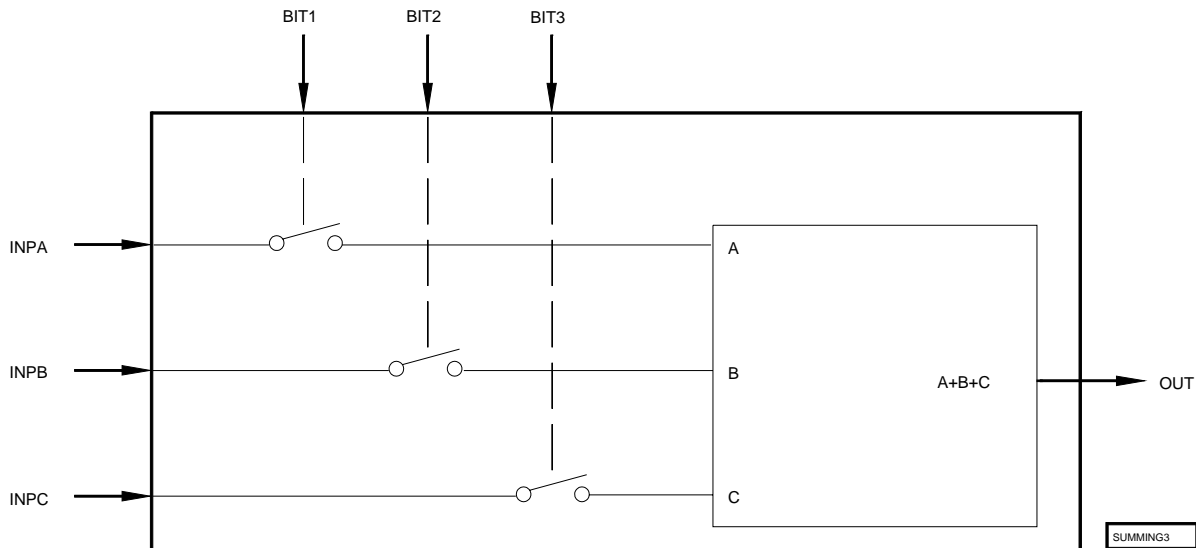 BIT1 BIT2 BIT3
INPA A
INPB B
A+B+C OUT
INPC C
SUMMING3